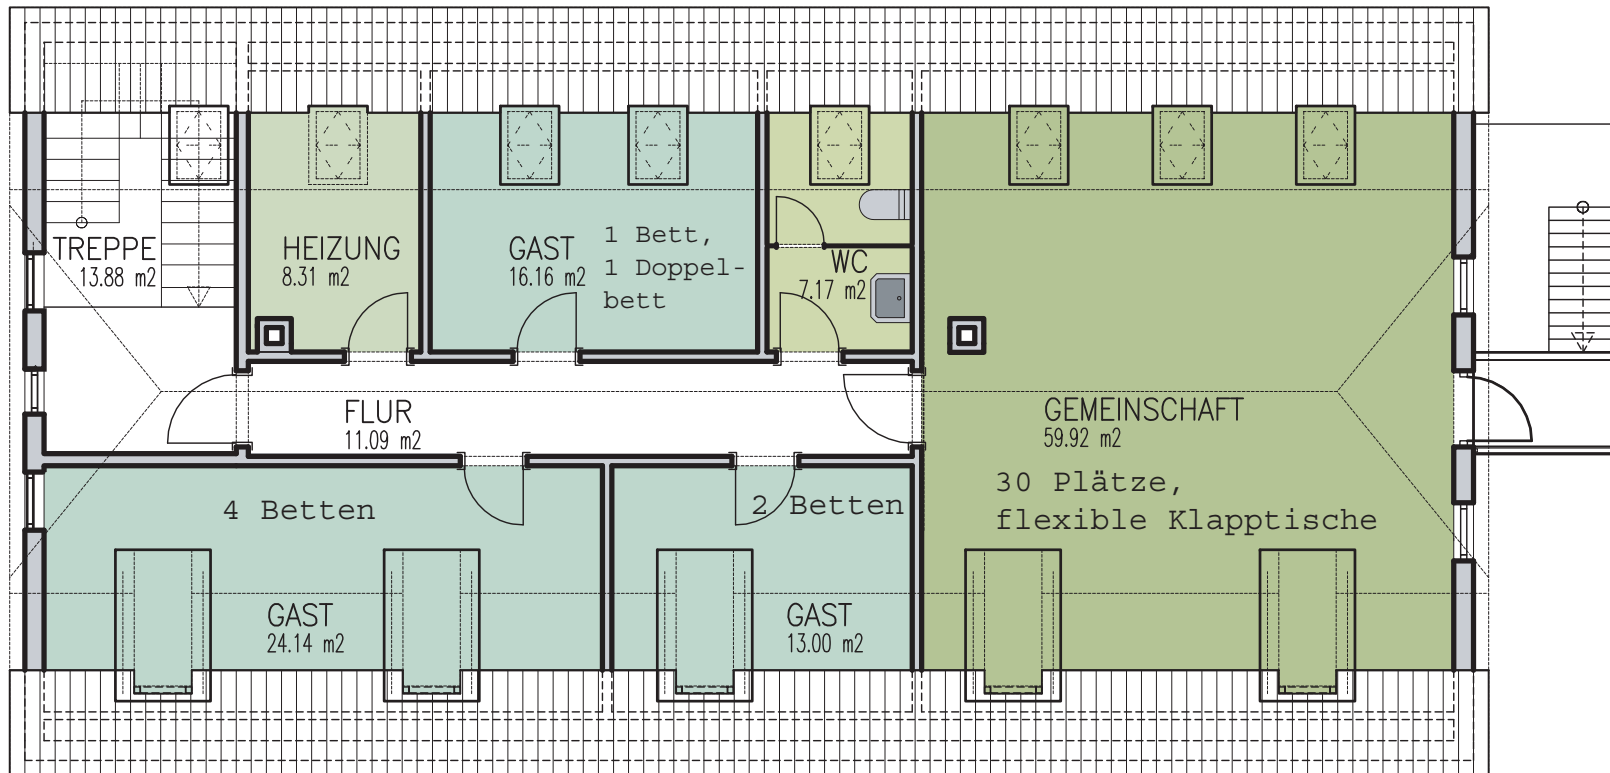 TREPPE
13.88 m2
HEIZUNG
8.31 m2
GAST
16.16 m2
1 Bett,
1 Doppel-
bett
WC
7.17 m2
FLUR
11.09 m2
GEMEINSCHAFT
59.92 m2
30 Plätze,
flexible Klapptische
4 Betten
2 Betten
GAST
24.14 m2
GAST
13.00 m2